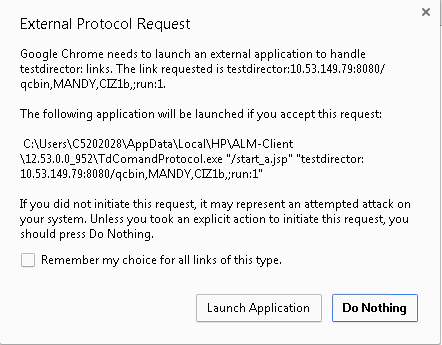 External Protocol Request
Google Chrome needs to launch an external application to handle
testdirector: links. The link requested is testdirector:10.53.149.79:8080/
qcbin,MANDY,CIZ1b,;run:1.
The following application will be launched if you accept this request:
C:\Users\C5202028\AppData\Local\HP\ALM-Client
\12.53.0.0_952\TdComandProtocol.exe "/start_a.jsp" "testdirector:
10.53.149.79:8080/qcbin,MANDY,CIZ1b,;run:1"
If you did not initiate this request, it may represent an attempted attack on
your system. Unless you took an explicit action to initiate this request, you
should press Do Nothing.
Remember my choice for all links of this type.
Launch Application
Do Nothing